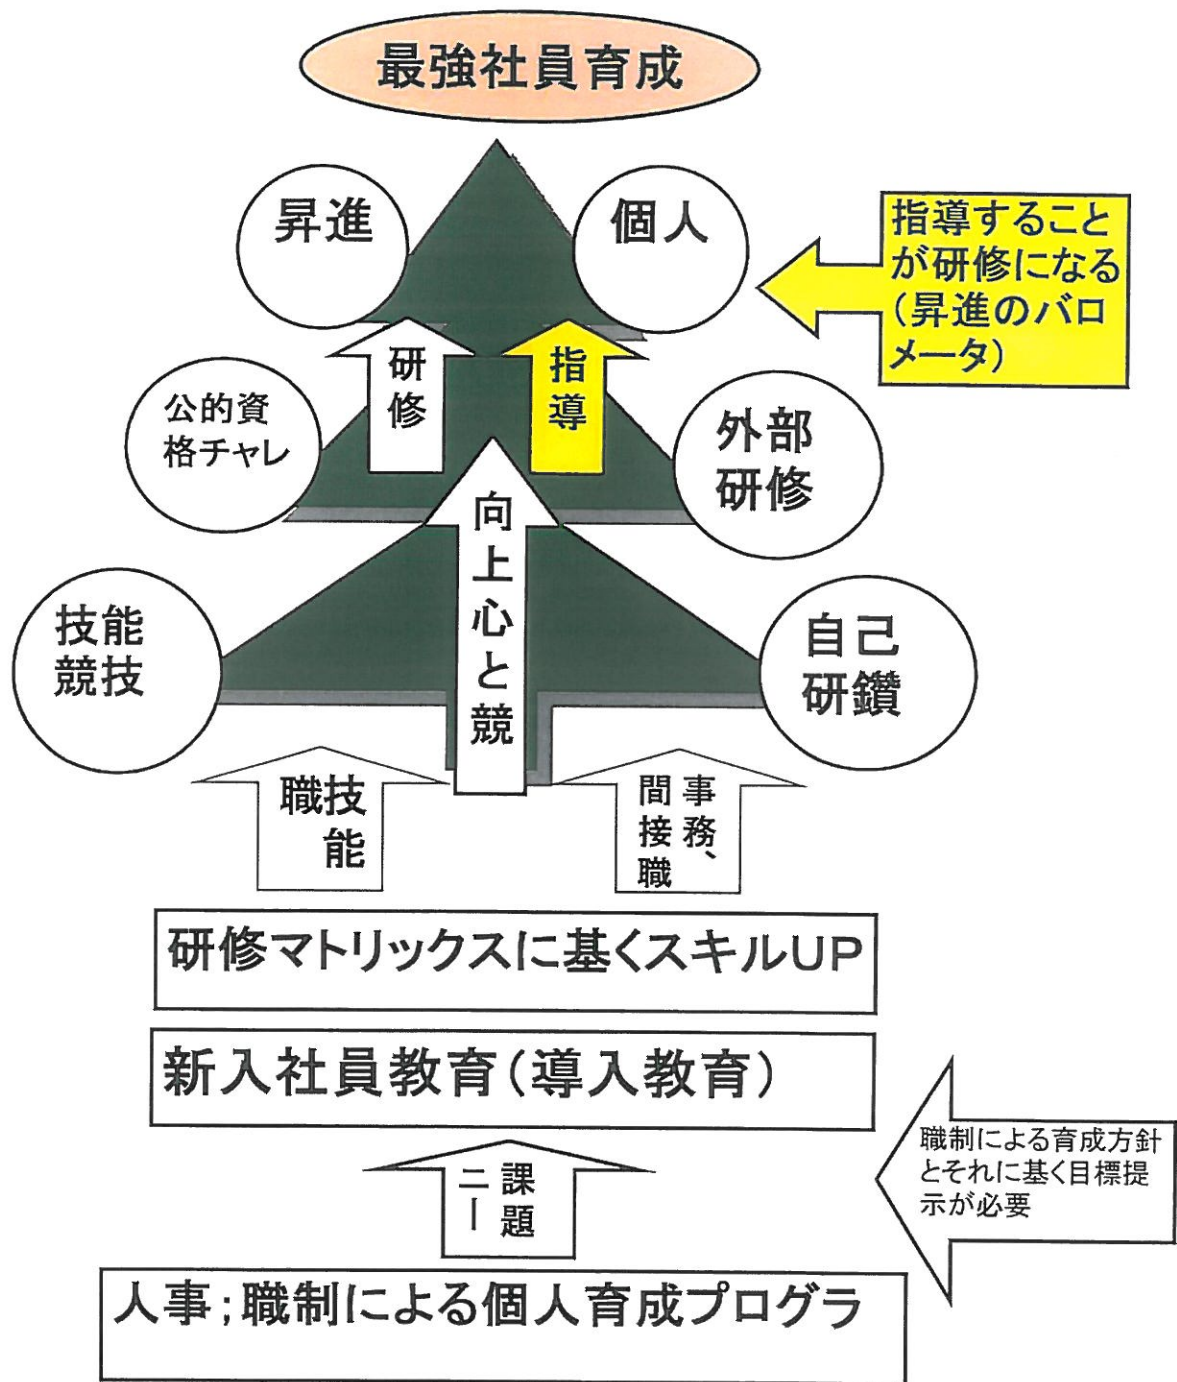 最強社員育成
昇進
個人
指導すること
が研修になる
(昇進のバロ
メータ)
研修
指導
公的資
格チャレ
外部
研修
向上心と競
技能
競技
自己
研鑽
技能
職
事務、
間接職
研修マトリックスに基くスキルUP
新入社員教育(導入教育)
職制による育成方針
とそれに基く目標提
示が必要
課題
ニー
人事;職制による個人育成プログラ